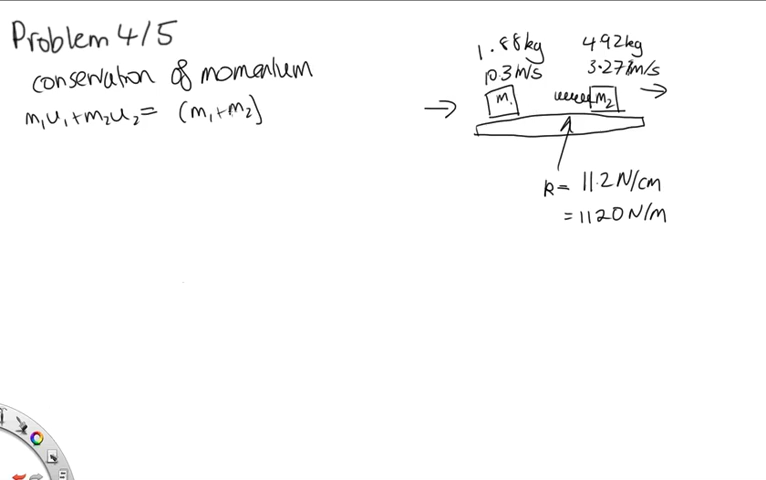 Problem 4/5
conservation of momentum
m₁u₁+m₂u₂= (m₁+m₂)
1.88kg
10.3m/s
492kg
3.27m/s
m₁
m₂
k= 11.2N/cm
=1120N/m